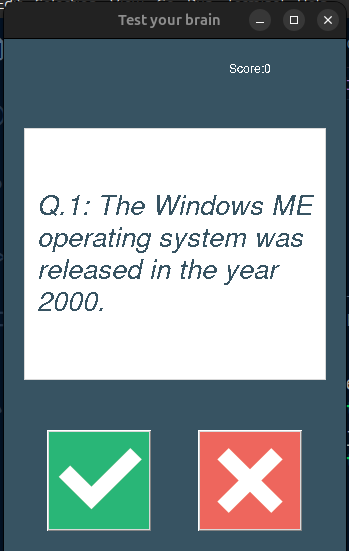 Test your brain
Score:0
Q.1: The Windows ME
operating system was
released in the year
2000.